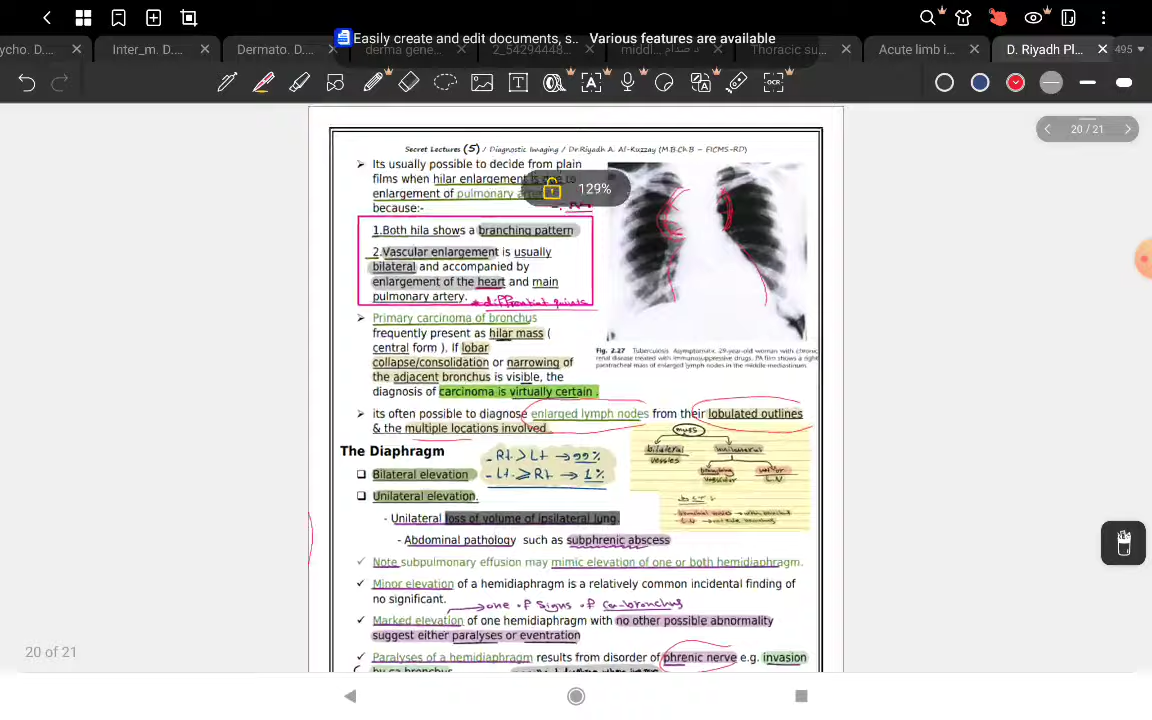 Easily create and edit documents, s.. Various features are available
ycho. D.... Inter_m. D.... Dermato. D... derma gene... 2_54294448... middl... Thoracic su... Acute limb i... D. Riyadh Pl... 495
OCR
20 / 21
129%
Secret Lectures (5) / Diagnostic Imaging / Dr.Riyadh A. Al-Kuzzay (M.B.Ch.B – FICMS-RD)
Its usually possible to decide from plain
films when hilar enlargement is due to
enlargement of pulmonary
because:-
1.Both hila shows a branching pattern
2.Vascular enlargement is usually
bilateral and accompanied by
enlargement of the heart and main
pulmonary artery.
Primary carcinoma of bronchus
frequently present as hilar mass (
central form ). If lobar
collapse/consolidation or narrowing of
the adjacent bronchus is visible, the
diagnosis of carcinoma is virtually certain .
Fig. 2.27 Tuberculosis. Asymptomatic, 29-year-old woman with chronic
renal disease treated with immunosuppressive drugs. PA film shows a right
paratracheal mass of enlarged lymph nodes in the middle-mediastinum.
its often possible to diagnose enlarged lymph nodes from their lobulated outlines
& the multiple locations involved
mass
bilateral
vessles
The Diaphragm
- Rt > Lt → 99%
- Lt ≥ Rt → 1%
Bilateral elevation
Unilateral elevation.
- Unilateral loss of volume of ipsilateral lung.
- Abdominal pathology such as subphrenic abscess
Note subpulmonary effusion may mimic elevation of one or both hemidiaphragm.
Minor elevation of a hemidiaphragm is a relatively common incidental finding of
no significant.
one of signs of ca-bronchus
Marked elevation of one hemidiaphragm with no other possible abnormality
suggest either paralyses or eventration
Paralyses of a hemidiaphragm results from disorder of phrenic nerve e.g. invasion
20 of 21